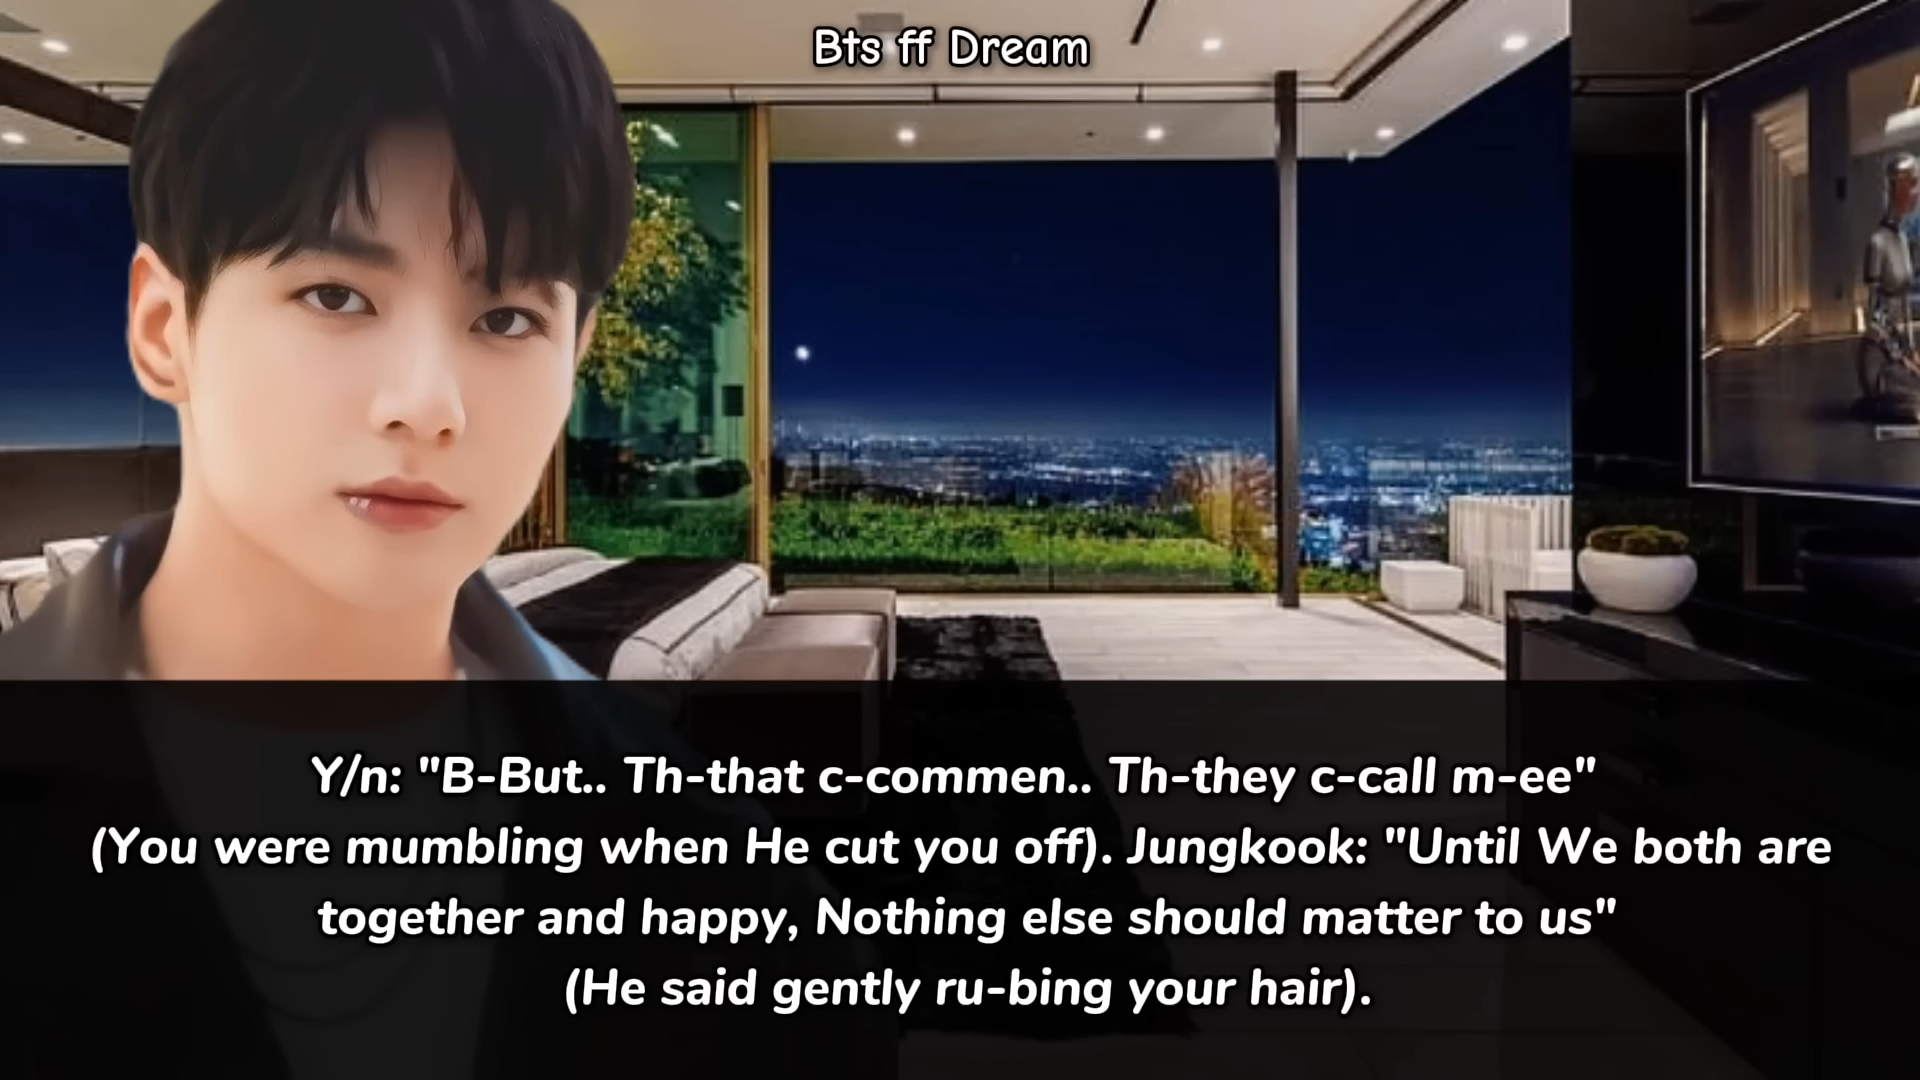 Bts ff Dream
Y/n: "B-But.. Th-that c-commen.. Th-they c-call m-ee"
(You were mumbling when He cut you off). Jungkook: "Until We both are
together and happy, Nothing else should matter to us"
(He said gently ru-bing your hair).